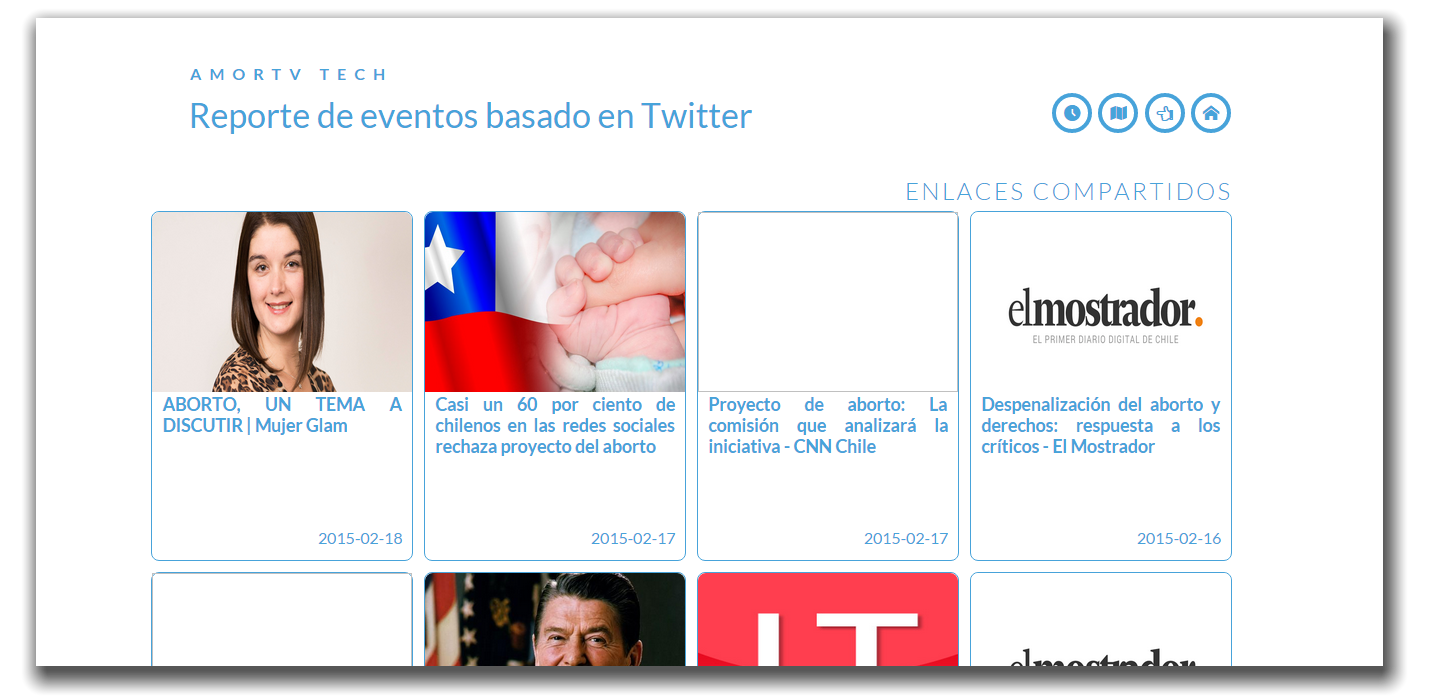 AMORTV TECH
Reporte de eventos basado en Twitter
ENLACES COMPARTIDOS
ABORTO, UN TEMA A
DISCUTIR | Mujer Glam
2015-02-18
Casi un 60 por ciento de
chilenos en las redes sociales
rechaza proyecto del aborto
2015-02-17
Proyecto de aborto: La
comisión que analizará la
iniciativa - CNN Chile
2015-02-17
elmostrador.
EL PRIMER DIARIO DIGITAL DE CHILE
Despenalización del aborto y
derechos: respuesta a los
críticos - El Mostrador
2015-02-16
LT
elmostrador